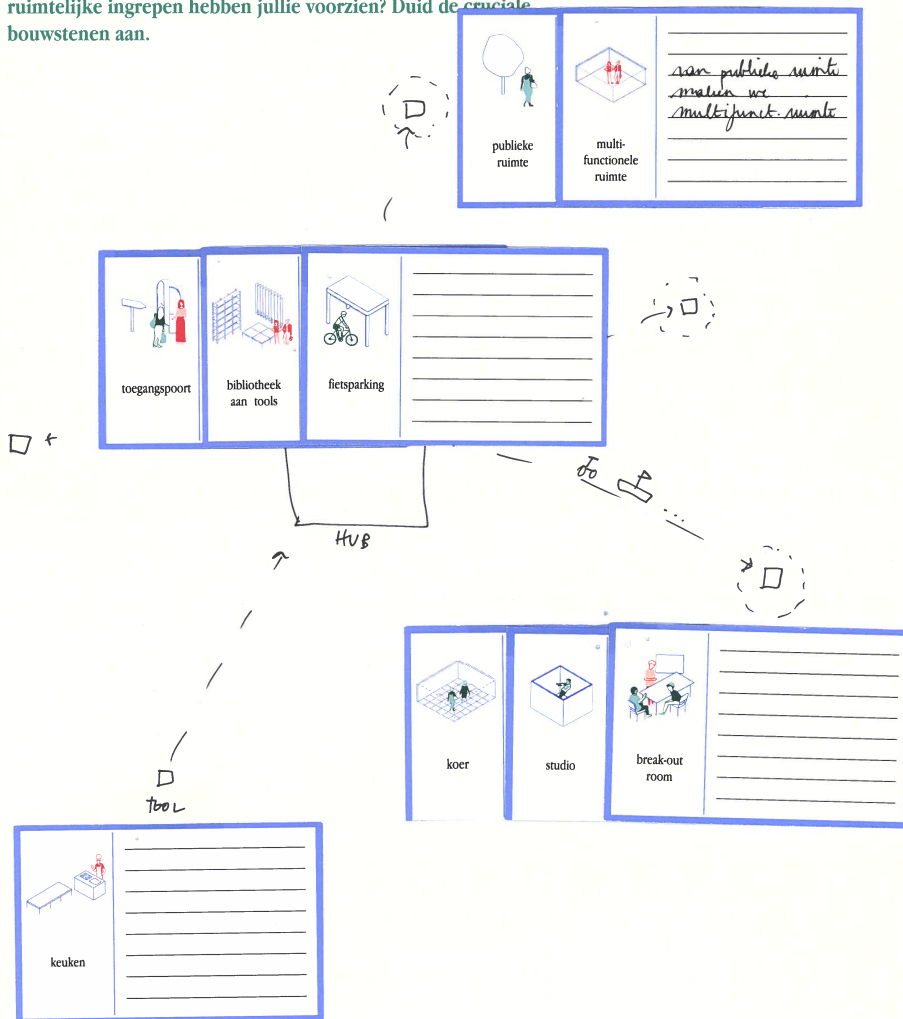 ruimtelijke ingrepen hebben jullie voorzien? Duid de cruciale
bouwstenen aan.
publieke
ruimte
multi-
functionele
ruimte
van publieke ruimte
maken we
multifunct. ruimte
toegangspoort
bibliotheek
aan tools
fietsparking
HUB
koer
studio
break-out
room
TOOL
keuken